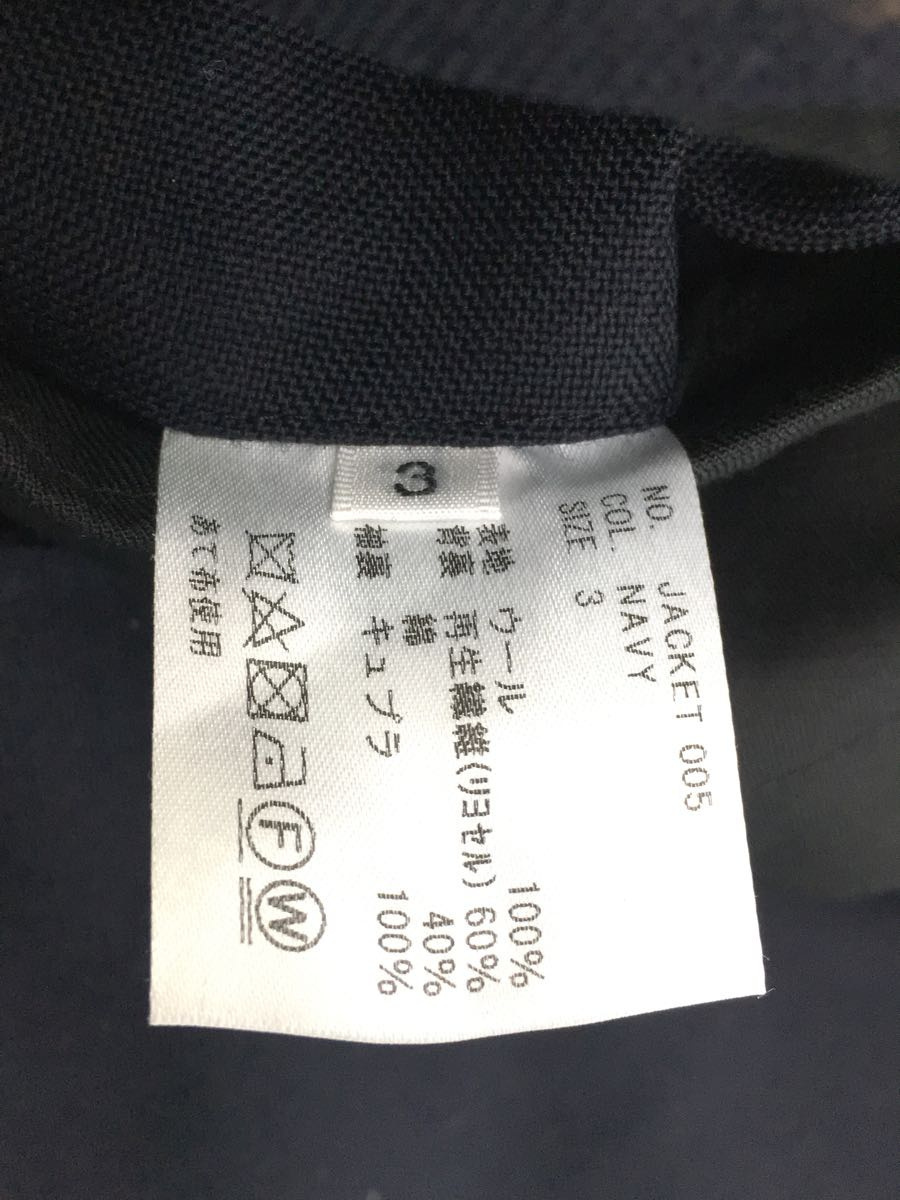 3
NO. JACKET 005
COL. NAVY
SIZE 3
表地 ウール 100%
背裏 再生繊維(リヨセル) 60%
綿 40%
袖裏 キュプラ 100%
F W
あて布使用